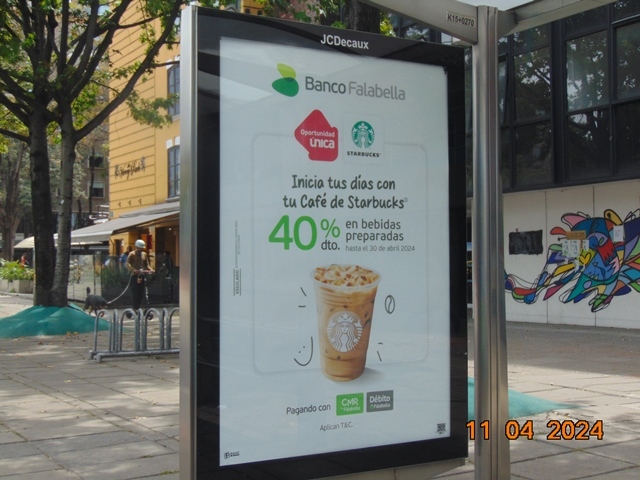 K15+0270
JCDecaux
Banco Falabella
Oportunidad
única
STARBUCKS
Inicia tus días con
tu Café de Starbucks
40% dto.
en bebidas
preparadas
hasta el 30 de abril 2024
Pagando con CMR Falabella Débito Falabella
Aplican T&C.
11 04 2024